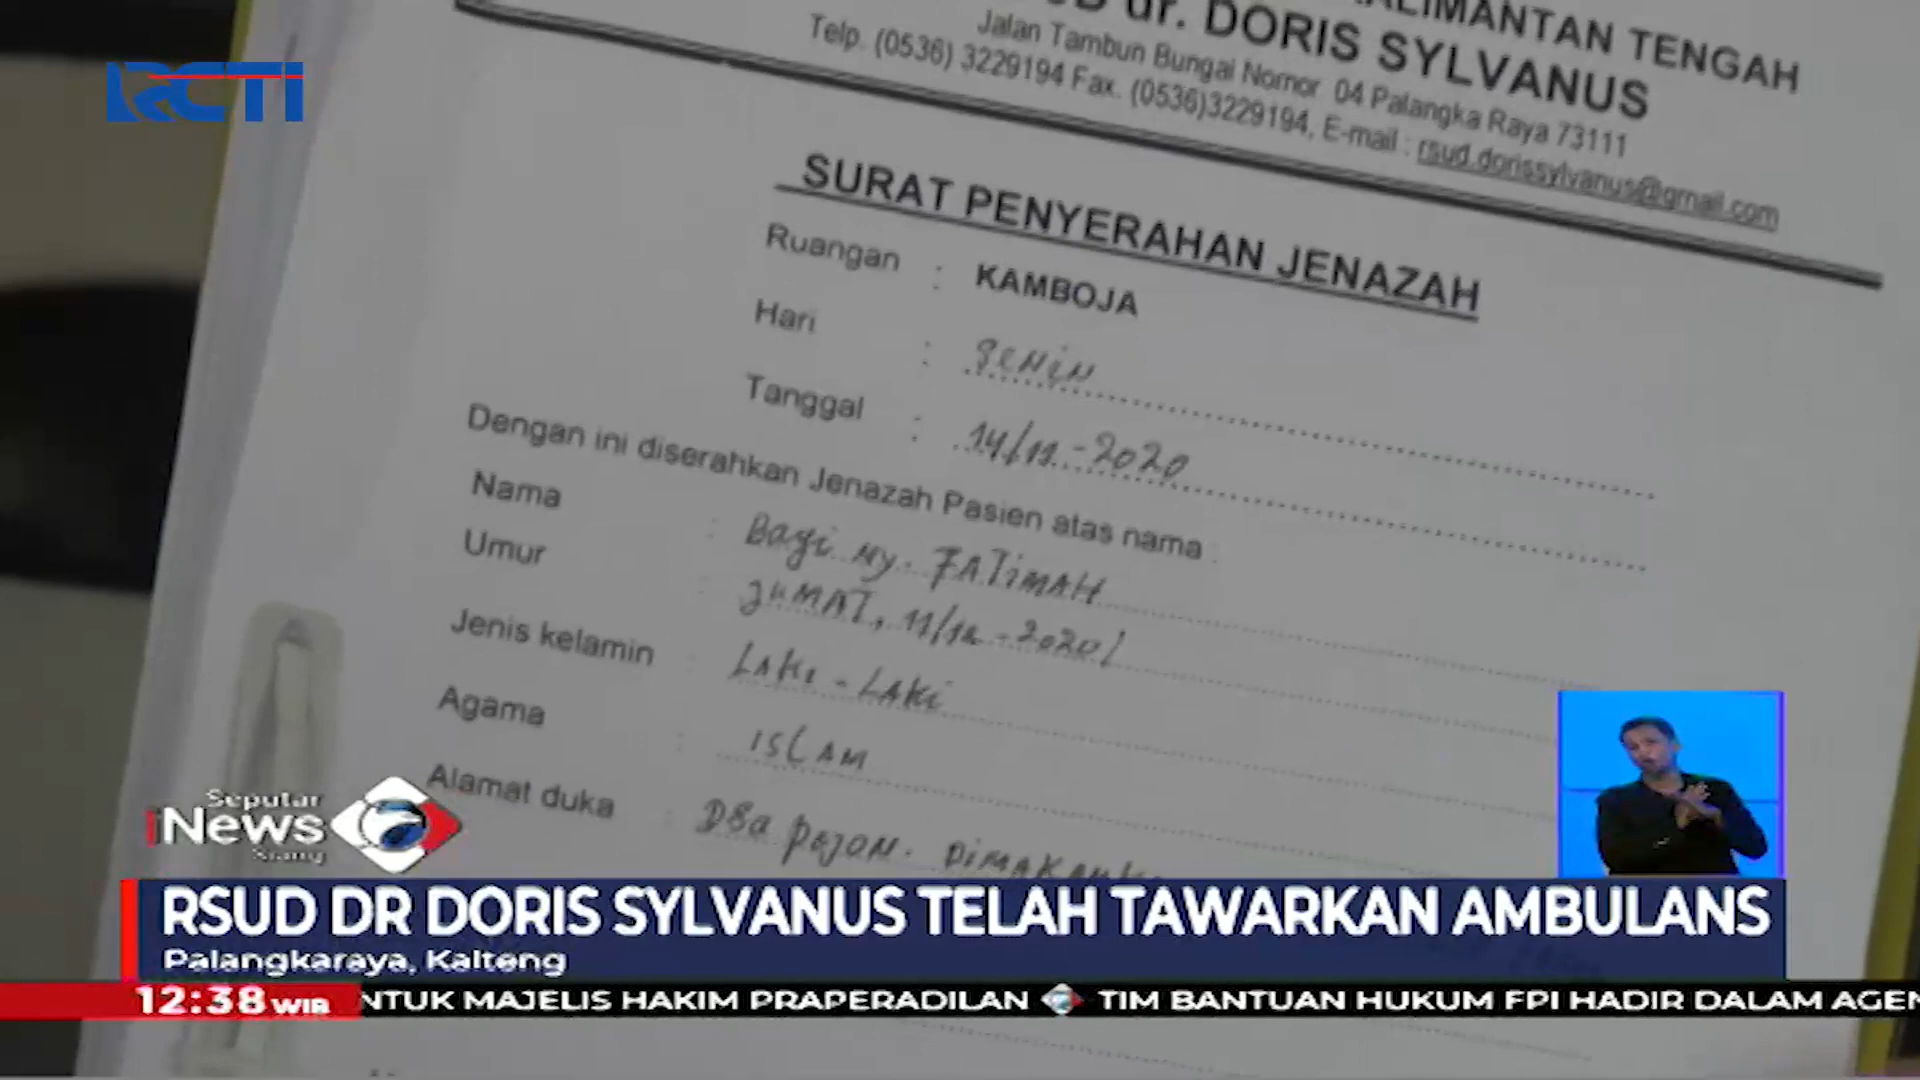 KALIMANTAN TENGAH
dr. DORIS SYLVANUS
Jalan Tambun Bungai Nomor 04 Palangka Raya 73111
Telp. (0536) 3229194 Fax. (0536)3229194, E-mail : rsud.dorissylvanus@gmail.com
RCTI
SURAT PENYERAHAN JENAZAH
Ruangan : KAMBOJA
Hari : SENIN
Tanggal : 14/12-2020
Dengan ini diserahkan Jenazah Pasien atas nama :
Nama : Bayi Ny. FATIMAH
Umur : JUMAT, 11/12-2020
Jenis kelamin : LAKI-LAKI
Agama : ISLAM
Alamat duka :
Seputar
iNews
Siang
RSUD DR DORIS SYLVANUS TELAH TAWARKAN AMBULANS
Palangkaraya, Kalteng
12:38 WIB NTUK MAJELIS HAKIM PRAPERADILAN TIM BANTUAN HUKUM FPI HADIR DALAM AGEN